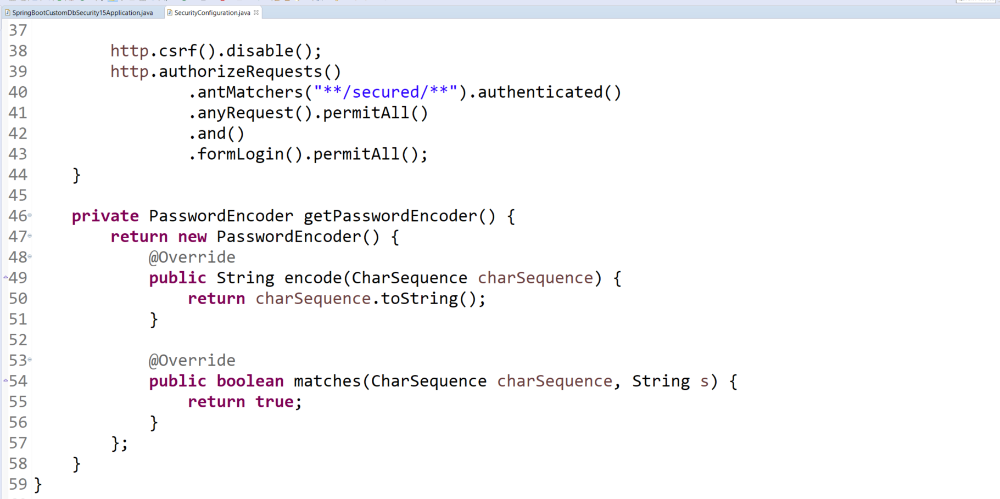 SpringBootCustomDbSecurity15Application.java
SecurityConfiguration.java
37
38 http.csrf().disable();
39 http.authorizeRequests()
40 .antMatchers("**/secured/**").authenticated()
41 .anyRequest().permitAll()
42 .and()
43 .formLogin().permitAll();
44 }
45
46 private PasswordEncoder getPasswordEncoder() {
47 return new PasswordEncoder() {
48 @Override
49 public String encode(CharSequence charSequence) {
50 return charSequence.toString();
51 }
52
53 @Override
54 public boolean matches(CharSequence charSequence, String s) {
55 return true;
56 }
57 };
58 }
59 }